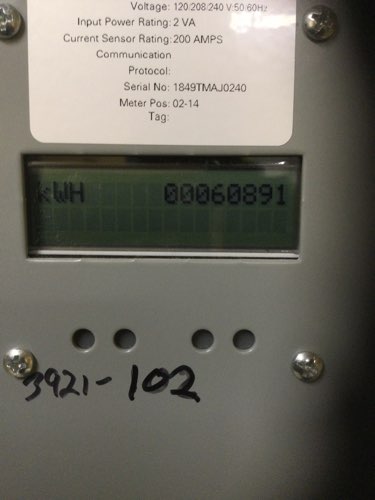 Voltage: 120:208:240 V:50:60Hz
Input Power Rating: 2 VA
Current Sensor Rating: 200 AMPS
Communication
Protocol:
Serial No: 1849TMAJ0240
Meter Pos: 02-14
Tag:
kWH 00060891
3921-102